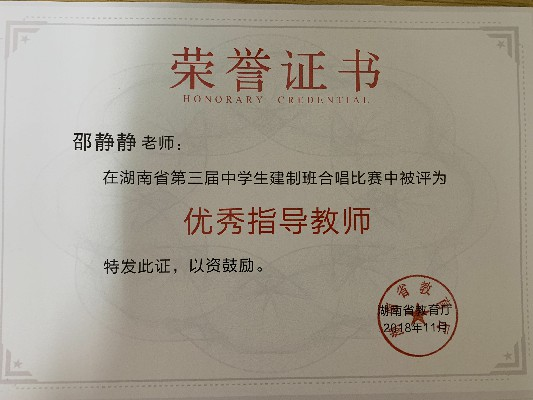 荣誉证书
HONORARY CREDENTIAL
邵静静老师：
在湖南省第三届中学生建制班合唱比赛中被评为
优秀指导教师
特发此证，以资鼓励。
湖南省教育厅
2018年11月